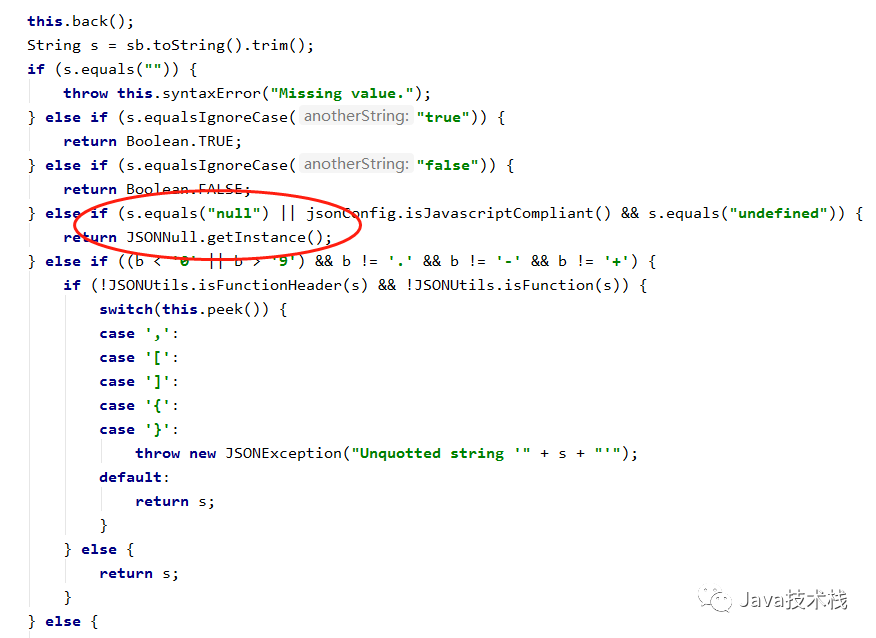 this.back();
String s = sb.toString().trim();
if (s.equals("")) {
throw this.syntaxError("Missing value.");
} else if (s.equalsIgnoreCase( anotherString: "true")) {
return Boolean.TRUE;
} else if (s.equalsIgnoreCase( anotherString: "false")) {
return Boolean.FALSE;
} else if (s.equals("null") || jsonConfig.isJavascriptCompliant() && s.equals("undefined")) {
return JSONNull.getInstance();
} else if ((b < '0' || b > '9') && b != '.' && b != '-' && b != '+') {
if (!JSONUtils.isFunctionHeader(s) && !JSONUtils.isFunction(s)) {
switch(this.peek()) {
case ',':
case '[':
case ']':
case '{':
case '}':
throw new JSONException("Unquotted string '" + s + "'");
default:
return s;
}
} else {
return s;
}
} else {
Java技术栈